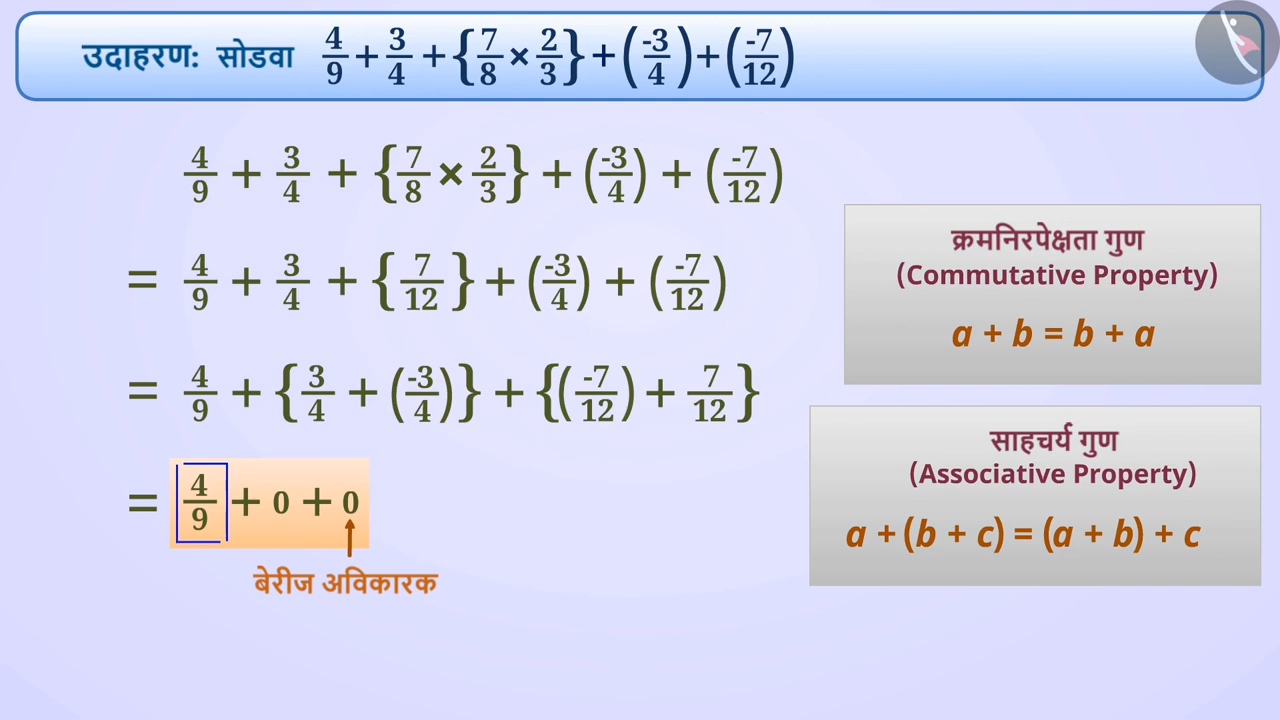 उदाहरण: सोडवा 4/9 + 3/4 + {7/8 × 2/3} + (-3/4) + (-7/12)
4/9 + 3/4 + {7/8 × 2/3} + (-3/4) + (-7/12)
= 4/9 + 3/4 + {7/12} + (-3/4) + (-7/12)
= 4/9 + {3/4 + (-3/4)} + {(-7/12) + 7/12}
= 4/9 + 0 + 0
बेरीज अविकारक
क्रमनिरपेक्षता गुण
(Commutative Property)
a + b = b + a
साहचर्य गुण
(Associative Property)
a + (b + c) = (a + b) + c